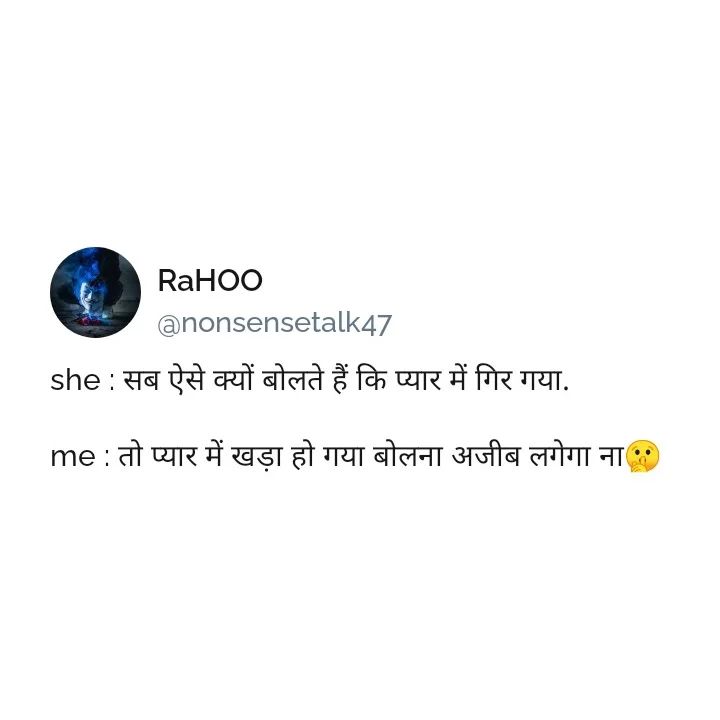 RaHOO
@nonsensetalk47
she : सब ऐसे क्यों बोलते हैं कि प्यार में गिर गया.
me : तो प्यार में खड़ा हो गया बोलना अजीब लगेगा ना🤫